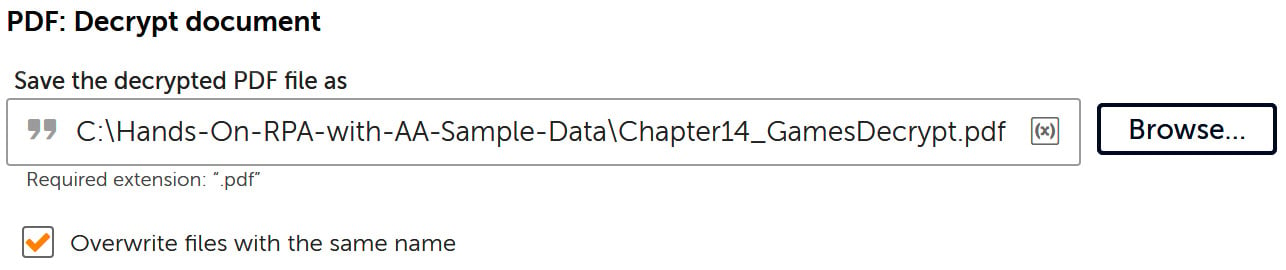 PDF: Decrypt document
Save the decrypted PDF file as
❞ C:\Hands-On-RPA-with-AA-Sample-Data\Chapter14_GamesDecrypt.pdf (x) Browse...
Required extension: “.pdf”
Overwrite files with the same name